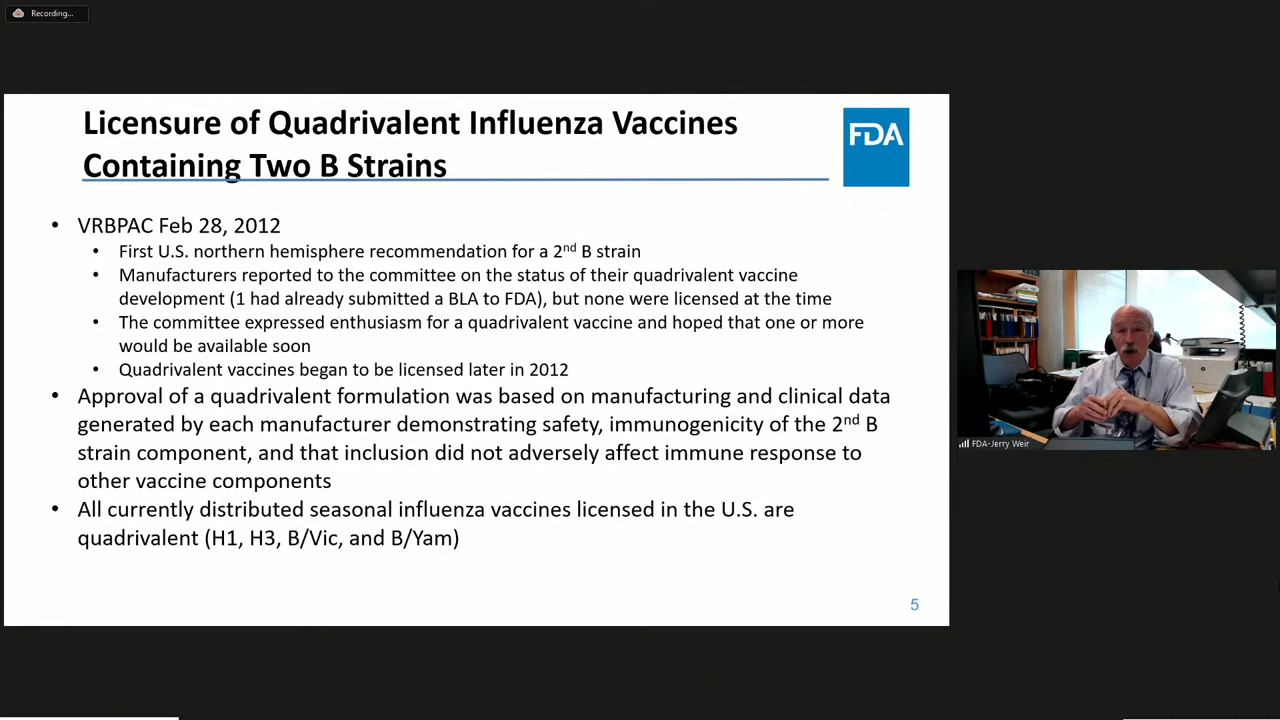 Recording...
Licensure of Quadrivalent Influenza Vaccines
Containing Two B Strains
FDA
• VRBPAC Feb 28, 2012
• First U.S. northern hemisphere recommendation for a 2nd B strain
• Manufacturers reported to the committee on the status of their quadrivalent vaccine
development (1 had already submitted a BLA to FDA), but none were licensed at the time
• The committee expressed enthusiasm for a quadrivalent vaccine and hoped that one or more
would be available soon
• Quadrivalent vaccines began to be licensed later in 2012
• Approval of a quadrivalent formulation was based on manufacturing and clinical data
generated by each manufacturer demonstrating safety, immunogenicity of the 2nd B
strain component, and that inclusion did not adversely affect immune response to
other vaccine components
• All currently distributed seasonal influenza vaccines licensed in the U.S. are
quadrivalent (H1, H3, B/Vic, and B/Yam)
5
FDA-Jerry Weir